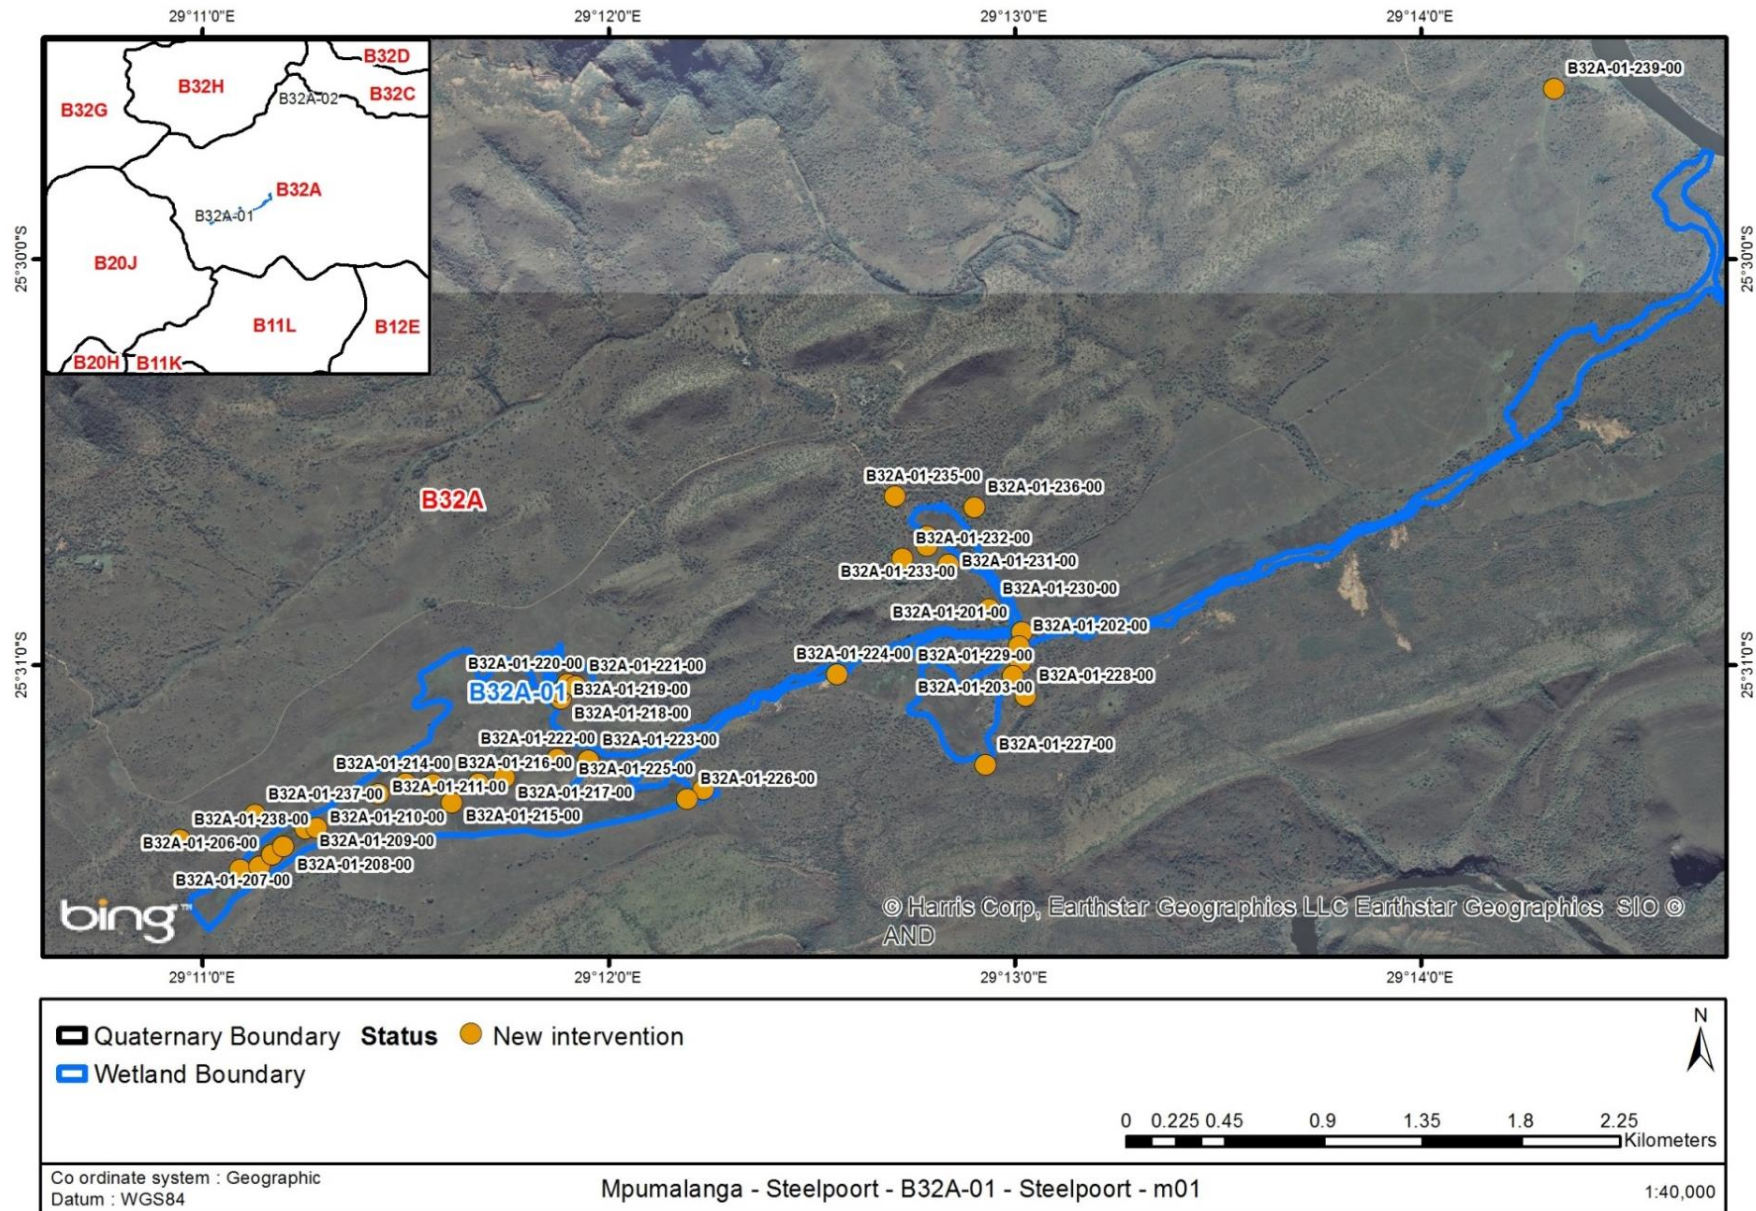 29°11'0"E
29°12'0"E
29°13'0"E
29°14'0"E
B32D
B32H
B32C
B32A-02
B32G
B32A
B32A-01
B20J
B11L
B12E
B20H
B11K
25°30'0"S
25°30'0"S
B32A-01-239-00
B32A
B32A-01-235-00
B32A-01-236-00
B32A-01-232-00
B32A-01-231-00
B32A-01-233-00
B32A-01-230-00
B32A-01-201-00
B32A-01-202-00
B32A-01-224-00
B32A-01-229-00
B32A-01-228-00
B32A-01-203-00
25°31'0"S
25°31'0"S
B32A-01-220-00
B32A-01-221-00
B32A-01
B32A-01-219-00
B32A-01-218-00
B32A-01-222-00
B32A-01-223-00
B32A-01-227-00
B32A-01-214-00
B32A-01-216-00
B32A-01-225-00
B32A-01-226-00
B32A-01-237-00
B32A-01-211-00
B32A-01-217-00
B32A-01-238-00
B32A-01-210-00
B32A-01-215-00
B32A-01-206-00
B32A-01-209-00
B32A-01-208-00
B32A-01-207-00
bing™
© Harris Corp, Earthstar Geographics LLC Earthstar Geographics SIO ©
AND
29°11'0"E
29°12'0"E
29°13'0"E
29°14'0"E
Quaternary Boundary
Status
New intervention
Wetland Boundary
N
0 0.225 0.45 0.9 1.35 1.8 2.25
Kilometers
Co ordinate system : Geographic
Datum : WGS84
Mpumalanga - Steelpoort - B32A-01 - Steelpoort - m01
1:40,000